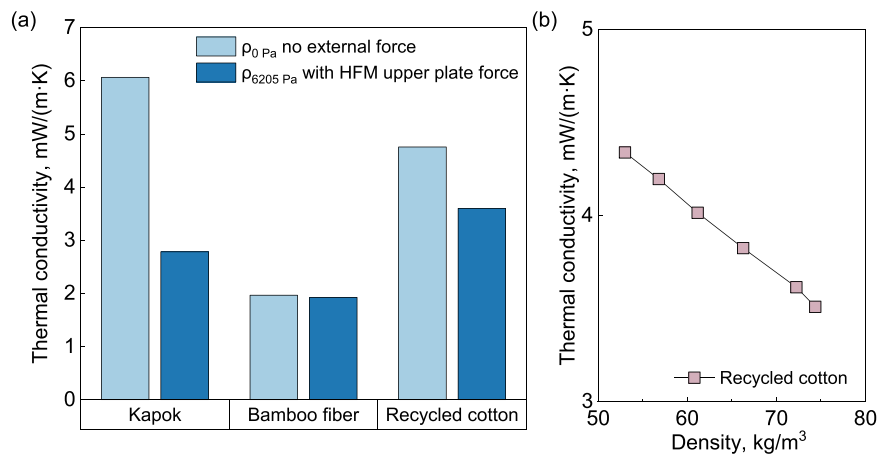 (a)
Thermal conductivity, mW/(m·K)
7
6
5
4
3
2
1
0
ρ0 Pa no external force
ρ6205 Pa with HFM upper plate force
Kapok
Bamboo fiber
Recycled cotton
(b)
Thermal conductivity, mW/(m·K)
5
4
3
Recycled cotton
50
60
70
80
Density, kg/m³